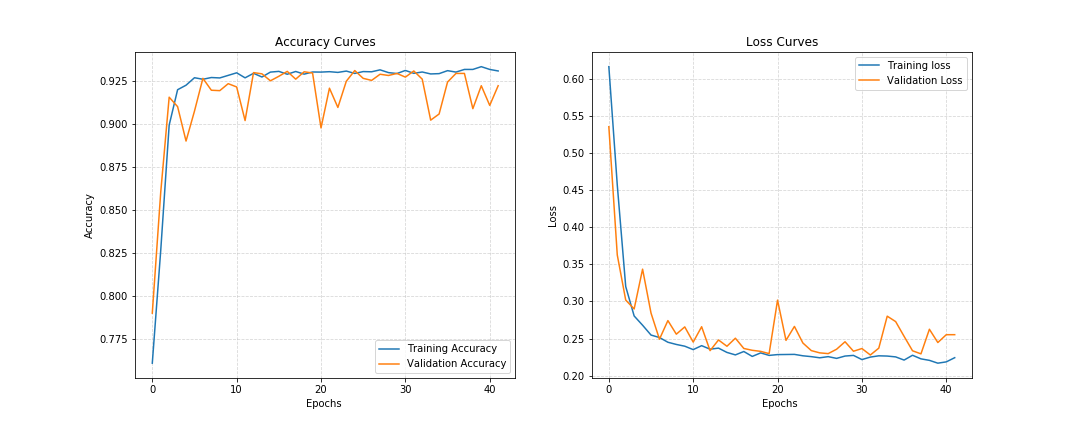 Accuracy Curves
Accuracy
0.925
0.900
0.875
0.850
0.825
0.800
0.775
0
10
20
30
40
Epochs
Training Accuracy
Validation Accuracy
Loss Curves
Loss
0.60
0.55
0.50
0.45
0.40
0.35
0.30
0.25
0.20
0
10
20
30
40
Epochs
Training loss
Validation Loss